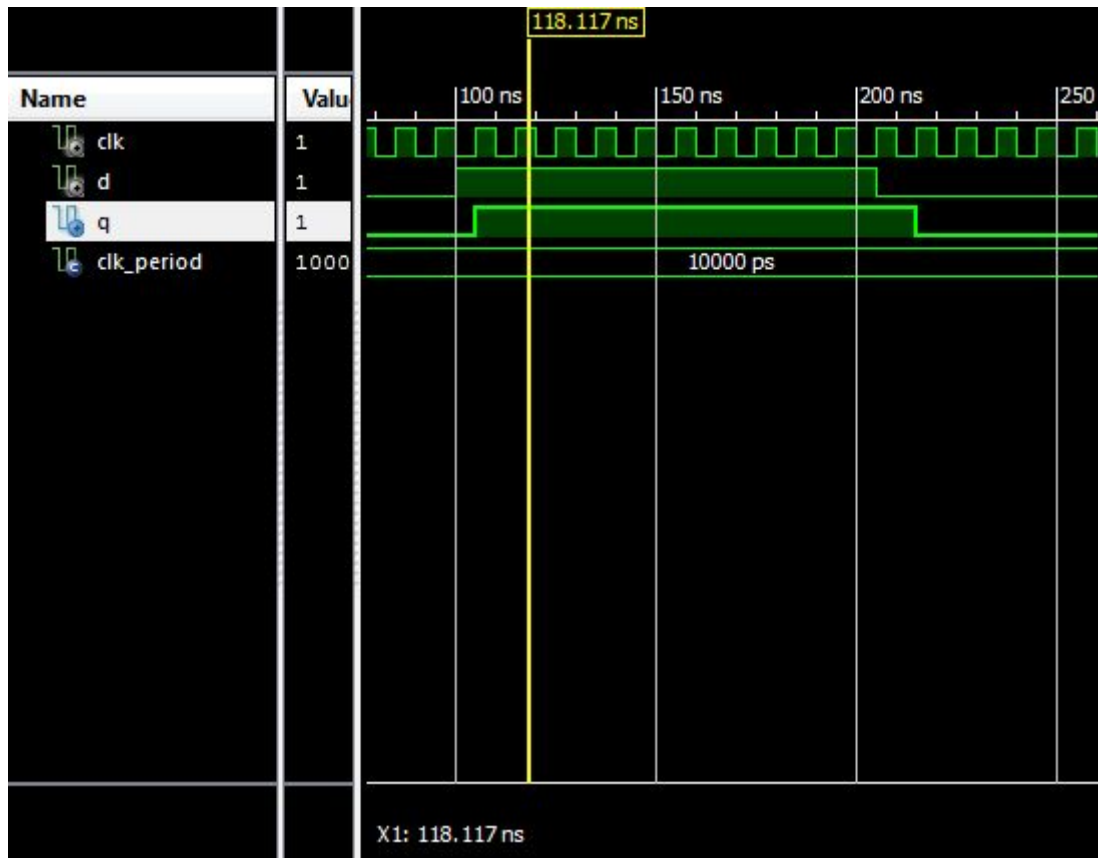 118.117 ns
Name Valu 100 ns 150 ns 200 ns 250
clk 1
d 1
q 1
clk_period 1000 10000 ps
X1: 118.117 ns